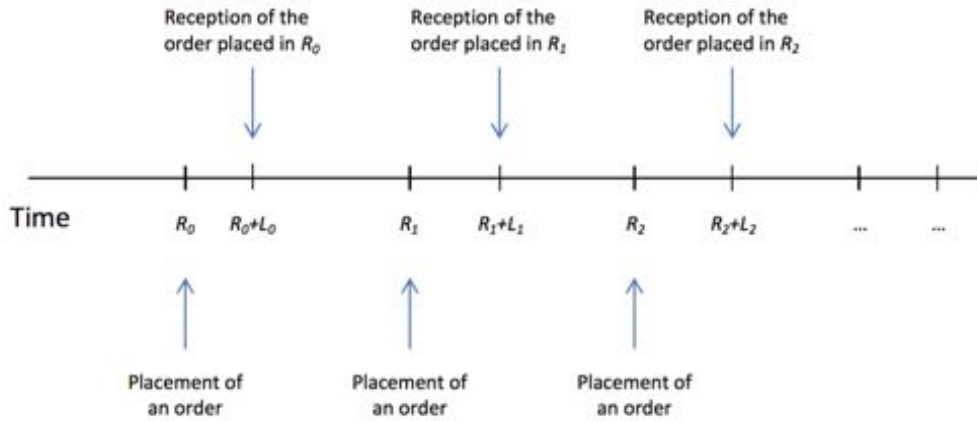 Reception of the
order placed in R₀
Reception of the
order placed in R₁
Reception of the
order placed in R₂
Time
R₀
R₀+L₀
R₁
R₁+L₁
R₂
R₂+L₂
...
...
Placement of
an order
Placement of
an order
Placement of
an order